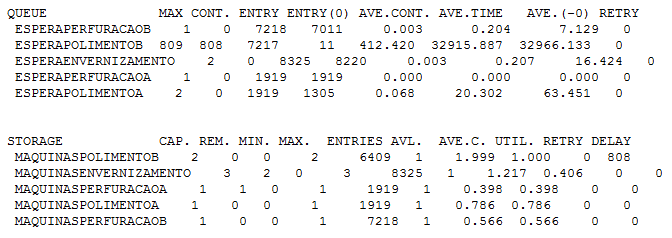 QUEUE MAX CONT. ENTRY ENTRY(0) AVE.CONT. AVE.TIME AVE.(-0) RETRY
ESPERAPERFURACAOB 1 0 7218 7011 0.003 0.204 7.129 0
ESPERAPOLIMENTOB 809 808 7217 11 412.420 32915.887 32966.133 0
ESPERAENVERNIZAMENTO 2 0 8325 8220 0.003 0.207 16.424 0
ESPERAPERFURACAOA 1 0 1919 1919 0.000 0.000 0.000 0
ESPERAPOLIMENTOA 2 0 1919 1305 0.068 20.302 63.451 0
STORAGE CAP. REM. MIN. MAX. ENTRIES AVL. AVE.C. UTIL. RETRY DELAY
MAQUINASPOLIMENTOB 2 0 0 2 6409 1 1.999 1.000 0 808
MAQUINASENVERNIZAMENTO 3 2 0 3 8325 1 1.217 0.406 0 0
MAQUINASPERFURACAOA 1 1 0 1 1919 1 0.398 0.398 0 0
MAQUINASPOLIMENTOA 1 0 0 1 1919 1 0.786 0.786 0 0
MAQUINASPERFURACAOB 1 0 0 1 7218 1 0.566 0.566 0 0